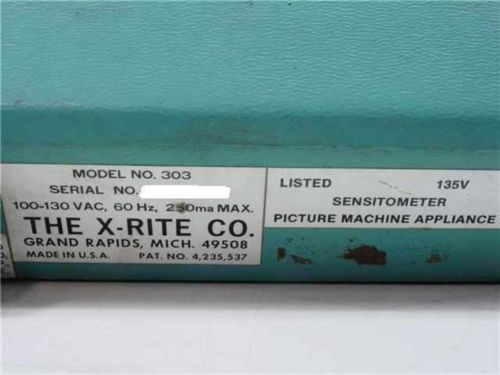 MODEL NO. 303
SERIAL NO.
100-130 VAC, 60 Hz, 250ma MAX.
THE X-RITE CO.
GRAND RAPIDS, MICH. 49508
MADE IN U.S.A. PAT. NO. 4,235,537
LISTED 135V
SENSITOMETER
PICTURE MACHINE APPLIANCE